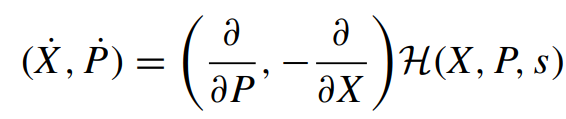 (Ẋ, Ṗ) = (∂/∂P, −∂/∂X) ℋ(X, P, s)